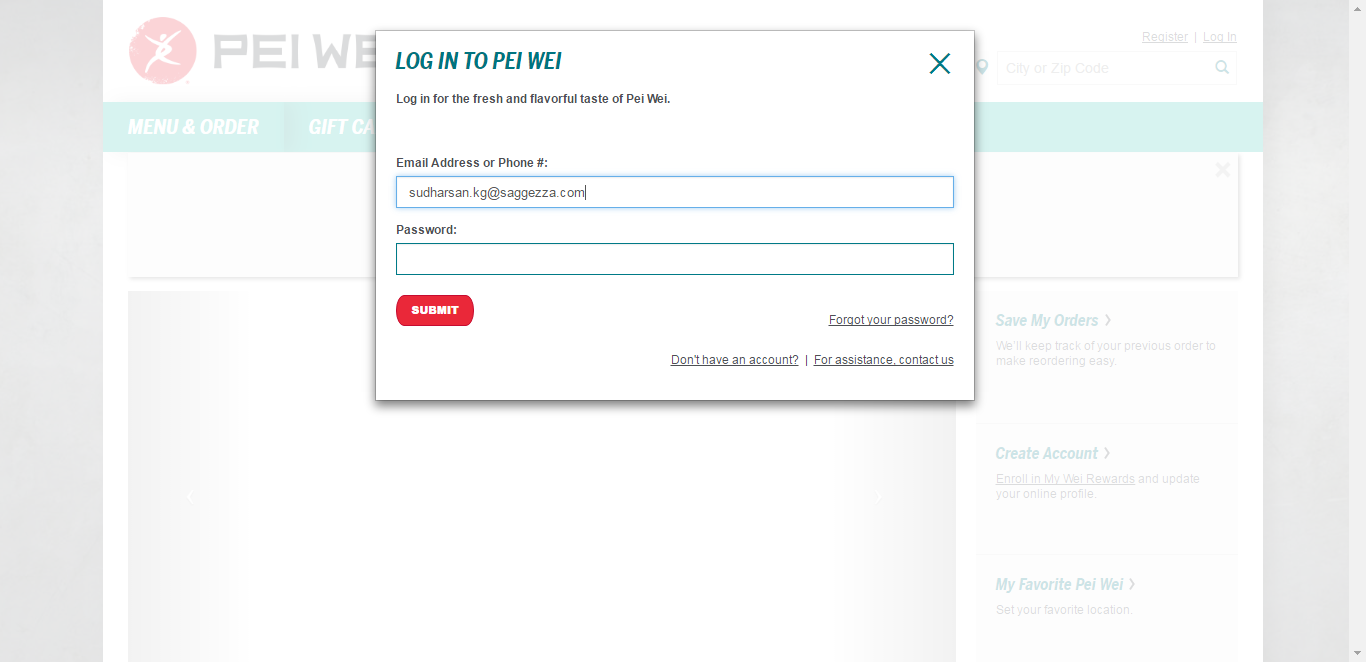 PEI WE
Register | Log In
City or Zip Code
MENU & ORDER
GIFT CA
LOG IN TO PEI WEI
Log in for the fresh and flavorful taste of Pei Wei.
Email Address or Phone #:
sudharsan.kg@saggezza.com
Password:
SUBMIT
Forgot your password?
Don't have an account? | For assistance, contact us
Save My Orders
We'll keep track of your previous order to
make reordering easy.
Create Account
Enroll in My Wei Rewards and update
your online profile.
My Favorite Pei Wei
Set your favorite location.